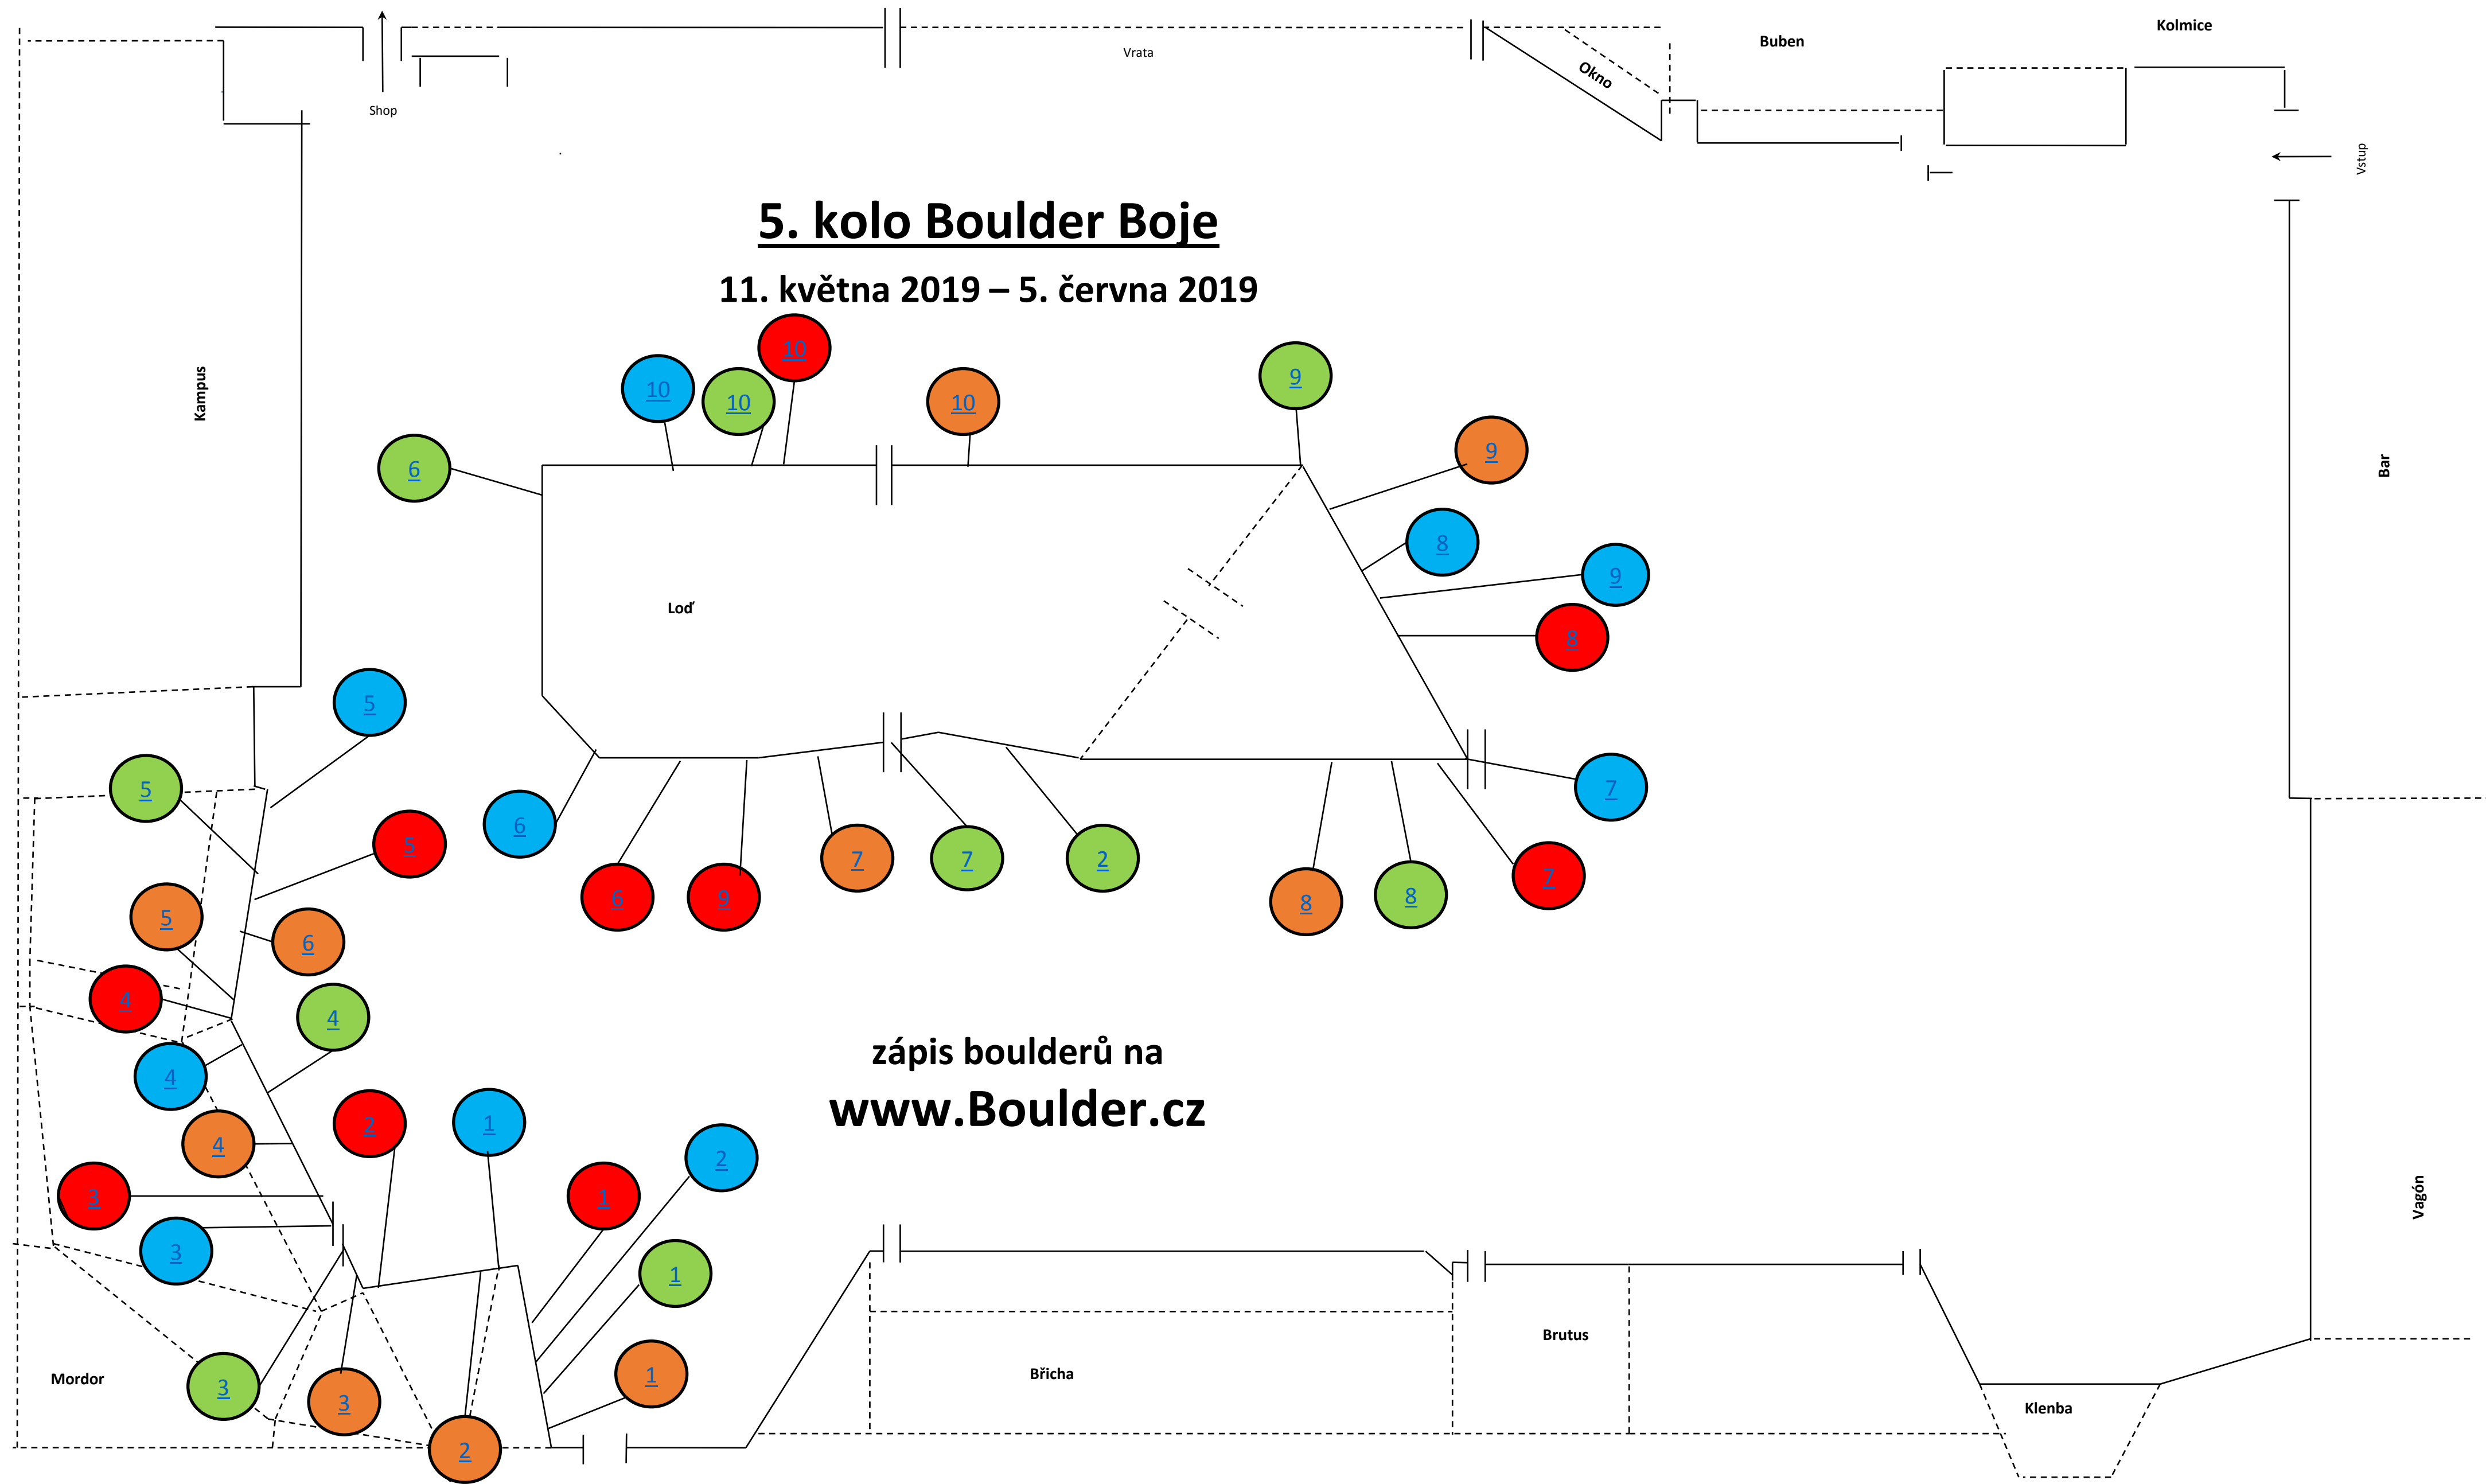 Kolmice
Buben
Vrata
Okno
Shop
Vstup
5. kolo Boulder Boje
11. května 2019 – 5. června 2019
10
9
10
10
10
Kampus
9
6
Bar
8
9
Loď
8
5
7
5
5
6
7
7
2
7
6
9
8
8
5
6
4
4
zápis boulderů na
4
www.Boulder.cz
4
2
1
2
3
1
Vagón
3
1
Brutus
Mordor
Břicha
1
3
3
Klenba
2